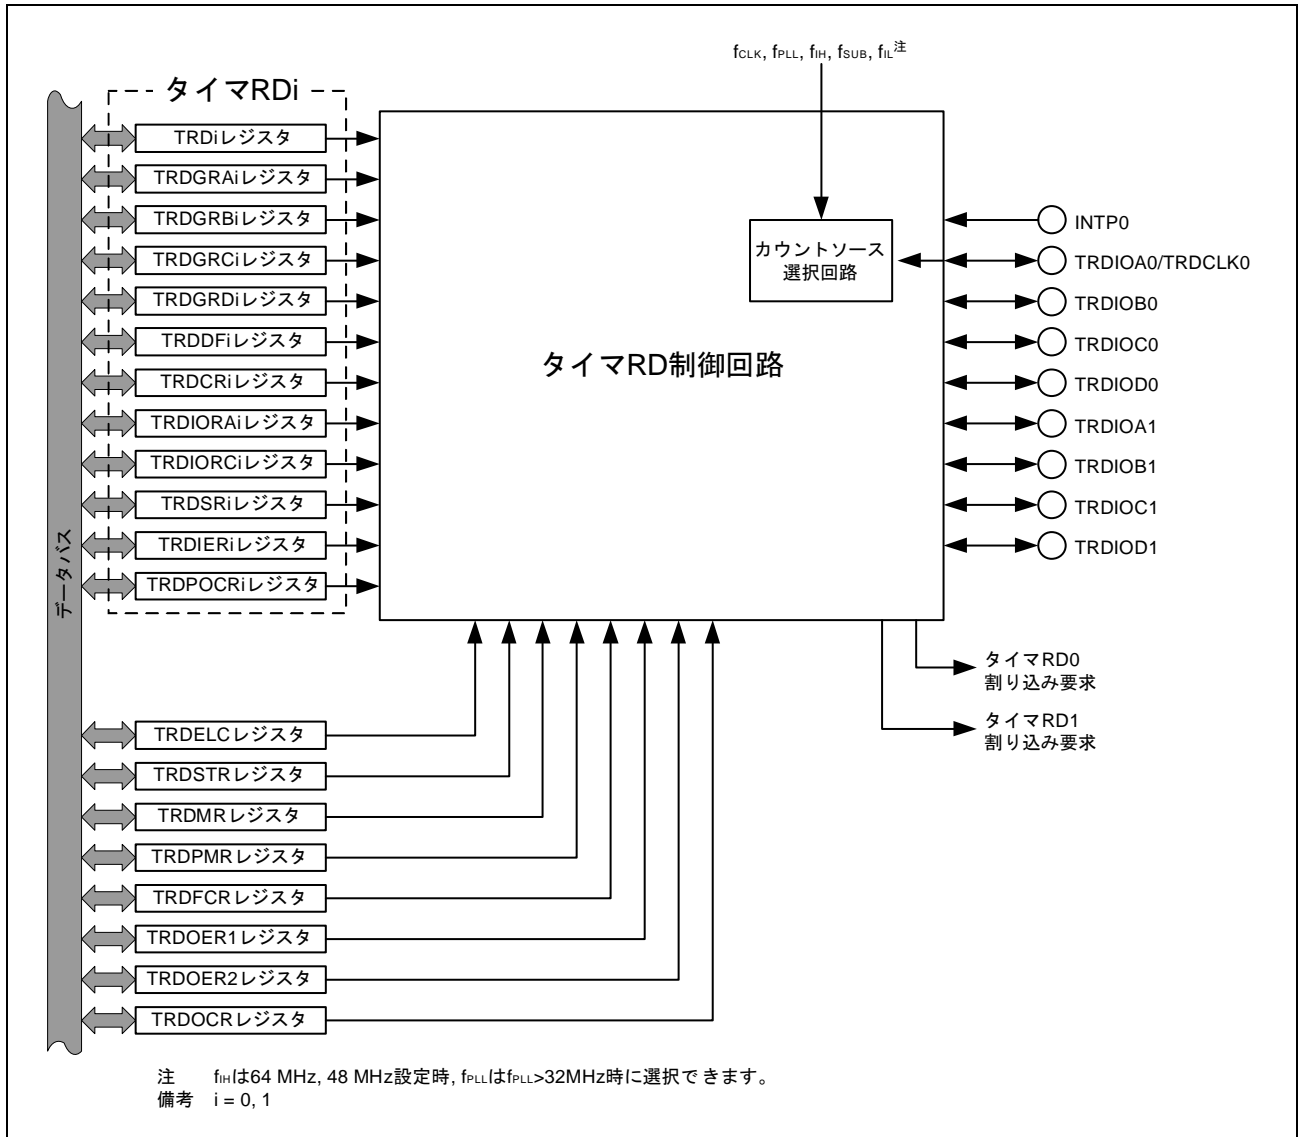 fCLK, fPLL, fIH, fSUB, fIL注
タイマRDi
TRDiレジスタ
TRDGRAiレジスタ
TRDGRBiレジスタ
TRDGRCiレジスタ
TRDGRDiレジスタ
TRDDFiレジスタ
TRDCRiレジスタ
TRDIORAiレジスタ
TRDIORCiレジスタ
TRDSRiレジスタ
TRDIERiレジスタ
TRDPOCRiレジスタ
データバス
カウントソース
選択回路
タイマRD制御回路
INTP0
TRDIOA0/TRDCLK0
TRDIOB0
TRDIOC0
TRDIOD0
TRDIOA1
TRDIOB1
TRDIOC1
TRDIOD1
タイマRD0
割り込み要求
タイマRD1
割り込み要求
TRDELCレジスタ
TRDSTRレジスタ
TRDMRレジスタ
TRDPMRレジスタ
TRDFCRレジスタ
TRDOER1レジスタ
TRDOER2レジスタ
TRDOCRレジスタ
注 fIHは64 MHz, 48 MHz設定時, fPLLはfPLL>32MHz時に選択できます。
備考 i = 0, 1